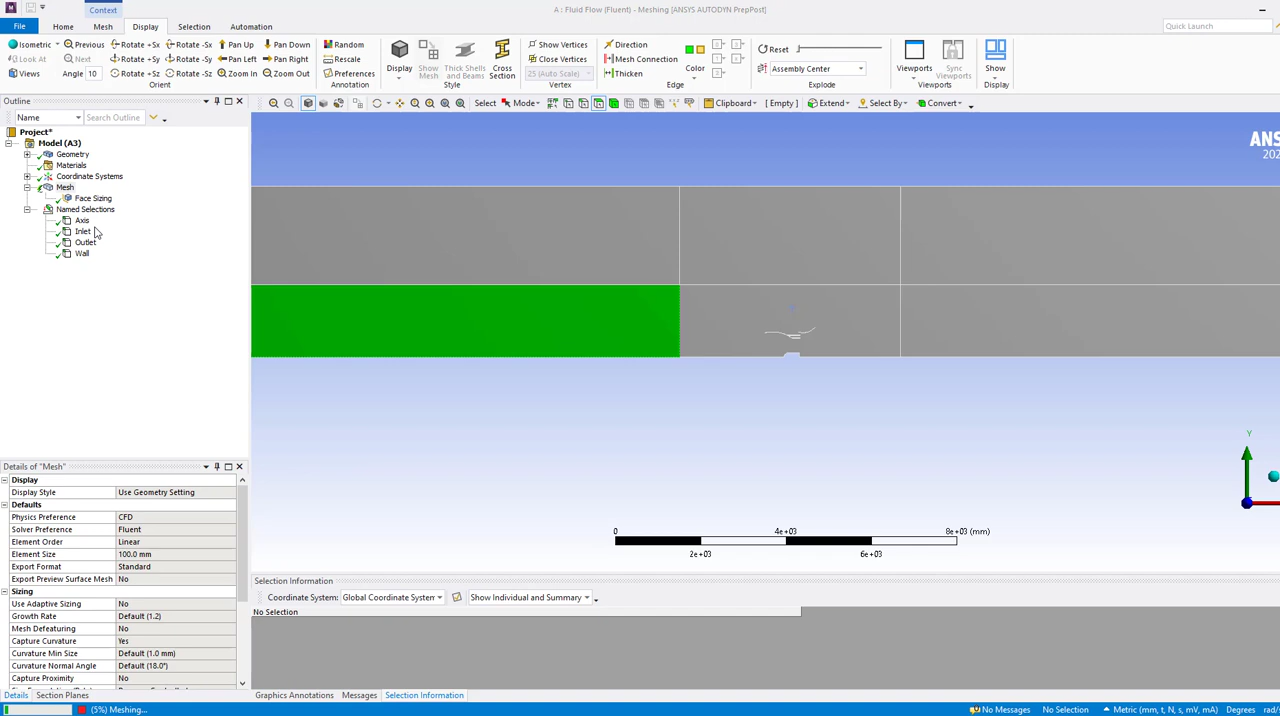 Context
A : Fluid Flow (Fluent) - Meshing [ANSYS AUTODYN PrepPost]
File Home Mesh Display Selection Automation Quick Launch
Isometric Previous Rotate +Sx Rotate -Sx Pan Up Pan Down Random Show Vertices Direction Reset
Look At Next Rotate +Sy Rotate -Sy Pan Left Pan Right Rescale Close Vertices Mesh Connection Assembly Center
Views Angle 10 Rotate +Sz Rotate -Sz Zoom In Zoom Out Preferences 25 (Auto Scale) Thicken
Display Show Mesh Thick Shells and Beams Cross Section Color Viewports Sync Viewports Show
Orient Annotation Style Vertex Edge Explode Viewports Display
Outline
Select Mode Clipboard [ Empty ] Extend Select By Convert
Name Search Outline
Project*
Model (A3)
Geometry
Materials
Coordinate Systems
Mesh
Face Sizing
Named Selections
Axis
Inlet
Outlet
Wall
ANS
202
Y
0 4e+03 8e+03 (mm)
2e+03 6e+03
Details of "Mesh"
Display
Display Style Use Geometry Setting
Defaults
Physics Preference CFD
Solver Preference Fluent
Element Order Linear
Element Size 100.0 mm
Export Format Standard
Export Preview Surface Mesh No
Sizing
Use Adaptive Sizing No
Growth Rate Default (1.2)
Mesh Defeaturing No
Capture Curvature Yes
Curvature Min Size Default (1.0 mm)
Curvature Normal Angle Default (18.0°)
Capture Proximity No
Selection Information
Coordinate System: Global Coordinate System Show Individual and Summary
No Selection
Details Section Planes Graphics Annotations Messages Selection Information
(5%) Meshing... No Messages No Selection Metric (mm, t, N, s, mV, mA) Degrees rad/s